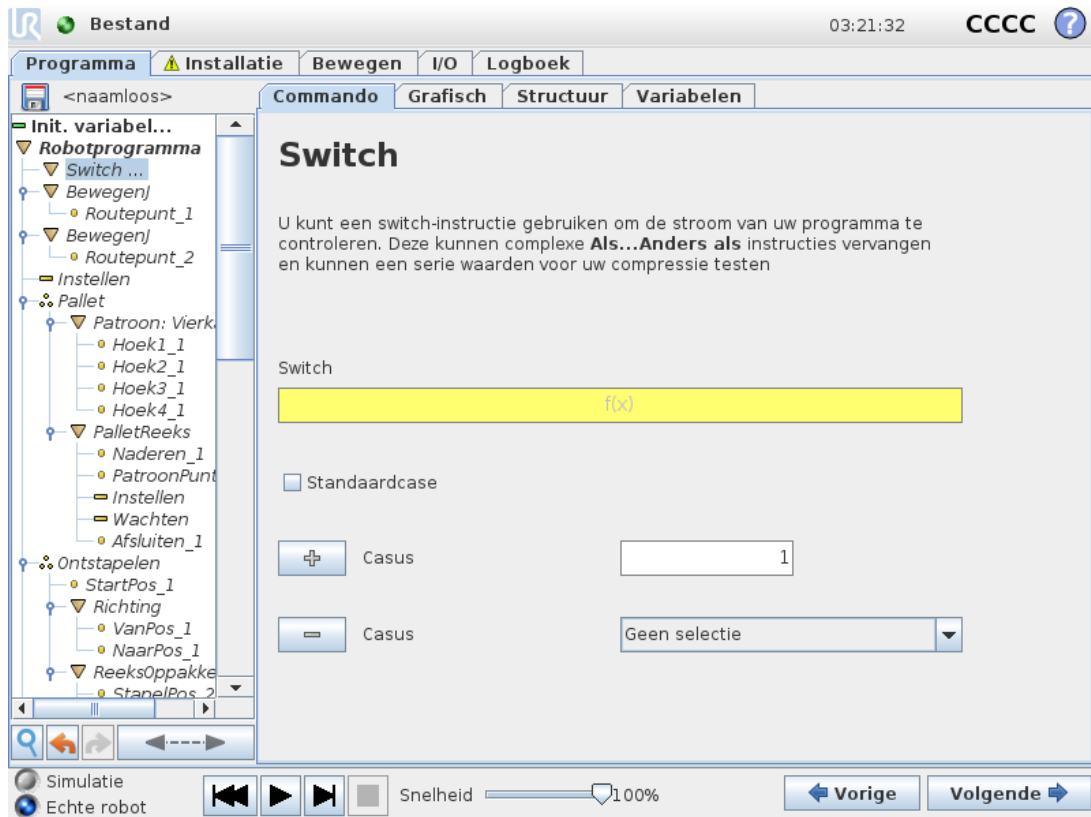 UR Bestand 03:21:32 CCCC ?
Programma Installatie Bewegen I/O Logboek
<naamloos>
Commando Grafisch Structuur Variabelen
Init. variabel...
Robotprogramma
Switch ...
BewegenJ
Routepunt_1
BewegenJ
Routepunt_2
Instellen
Pallet
Patroon: Vierk
Hoek1_1
Hoek2_1
Hoek3_1
Hoek4_1
PalletReeks
Naderen_1
PatroonPunt
Instellen
Wachten
Afsluiten_1
Ontstapelen
StartPos_1
Richting
VanPos_1
NaarPos_1
ReeksOppakke
StapelPos_2
Switch
U kunt een switch-instructie gebruiken om de stroom van uw programma te
controleren. Deze kunnen complexe Als...Anders als instructies vervangen
en kunnen een serie waarden voor uw compressie testen
Switch
f(x)
Standaardcase
Casus 1
Casus Geen selectie
Simulatie
Echte robot
Snelheid 100%
Vorige Volgende